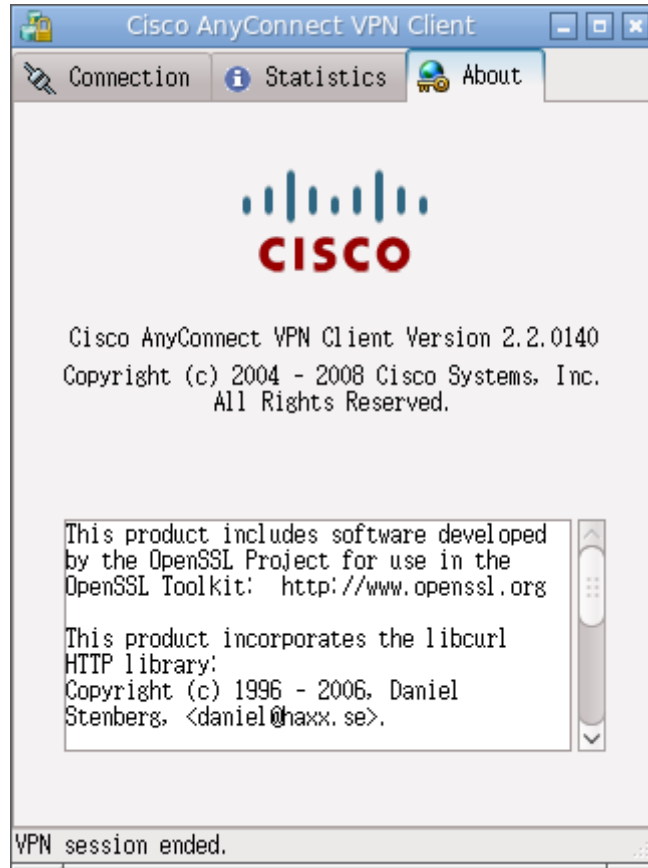 Cisco AnyConnect VPN Client
Connection Statistics About
CISCO
Cisco AnyConnect VPN Client Version 2.2.0140
Copyright (c) 2004 - 2008 Cisco Systems, Inc.
All Rights Reserved.
This product includes software developed
by the OpenSSL Project for use in the
OpenSSL Toolkit: http://www.openssl.org
This product incorporates the libcurl
HTTP library:
Copyright (c) 1996 - 2006, Daniel
Stenberg, <daniel@haxx.se>.
VPN session ended.